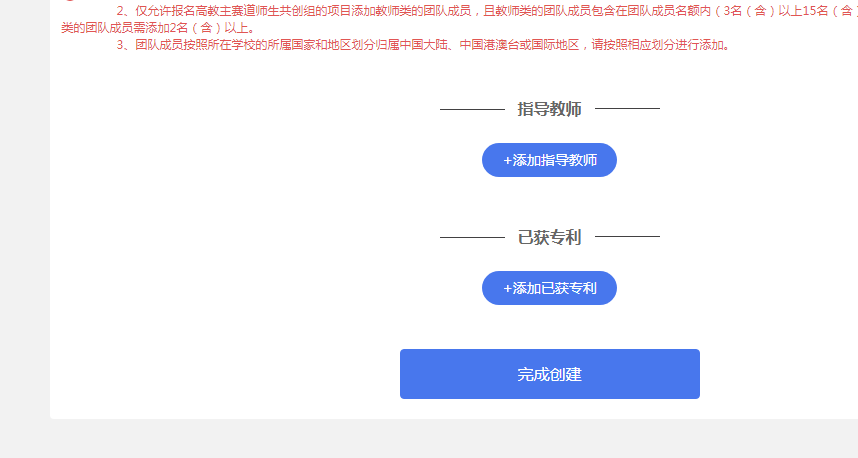 2、仅允许报名高教主赛道师生共创组的项目添加教师类的团队成员，且教师类的团队成员包含在团队成员名额内（3名（含）以上15名（含
类的团队成员需添加2名（含）以上。
3、团队成员按照所在学校的所属国家和地区划分归属中国大陆、中国港澳台或国际地区，请按照相应划分进行添加。
指导教师
+添加指导教师
已获专利
+添加已获专利
完成创建